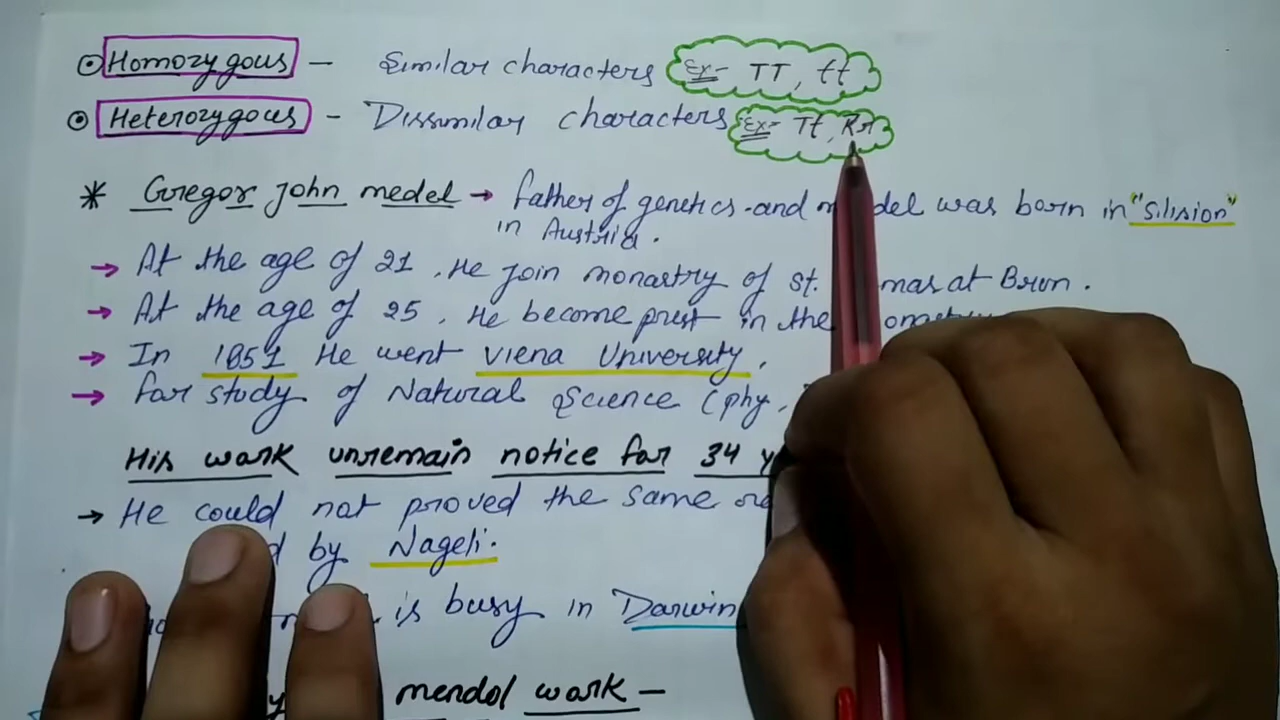 Homozygous - Similar characters Ex- TT, tt
Heterozygous - Dissimilar characters Ex- Tt, Rr
* Gregor john medel → father of genetics and was born in "Silision"
in Austria.
→ At the age of 21, He join monastry of st. at Brun.
→ At the age of 25, He become prest in the
→ In 1851 He went viena University,
→ for study of Natural Science (phy,
His work unremain notice for 34
→ He could not proved the same
by Nageli.
is busy in Darwin
mendol work -